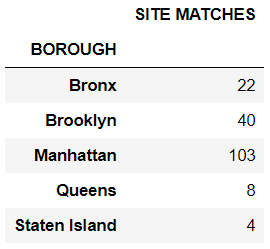 SITE MATCHES
BOROUGH
Bronx 22
Brooklyn 40
Manhattan 103
Queens 8
Staten Island 4